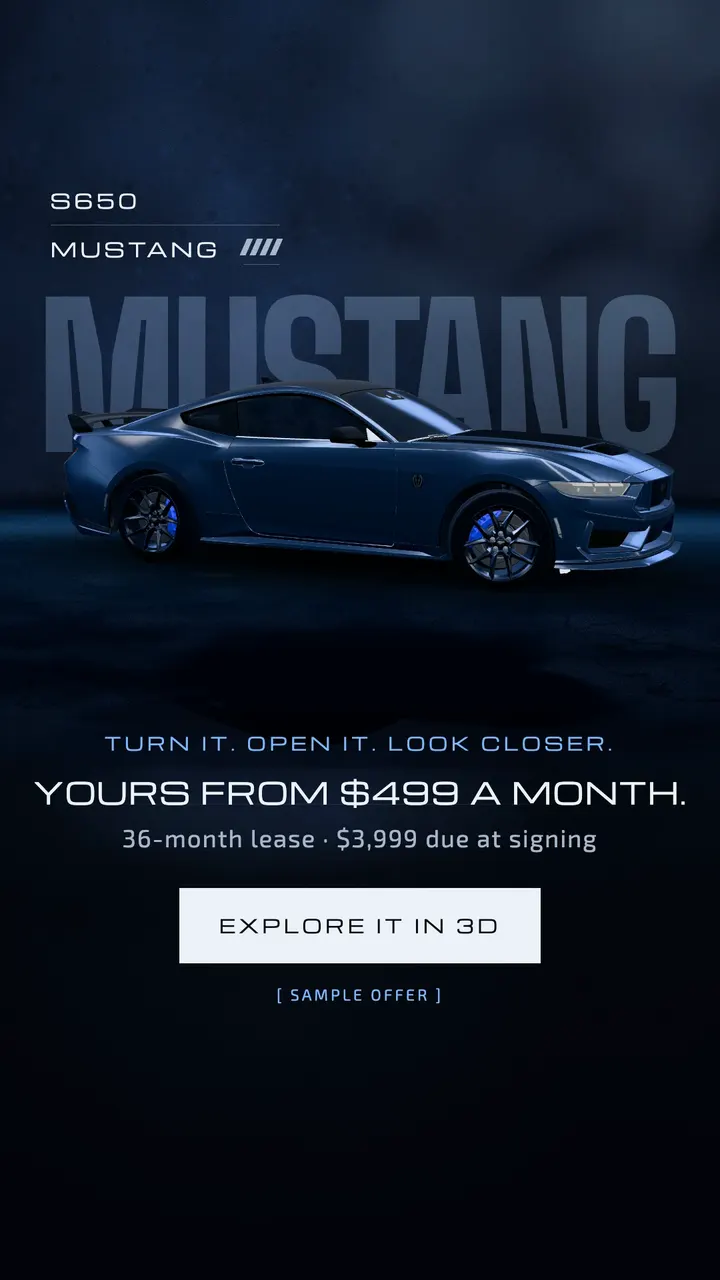 S650
MUSTANG
MUSTANG
TURN IT. OPEN IT. LOOK CLOSER.
YOURS FROM $499 A MONTH.
36-month lease · $3,999 due at signing
EXPLORE IT IN 3D
[ SAMPLE OFFER ]